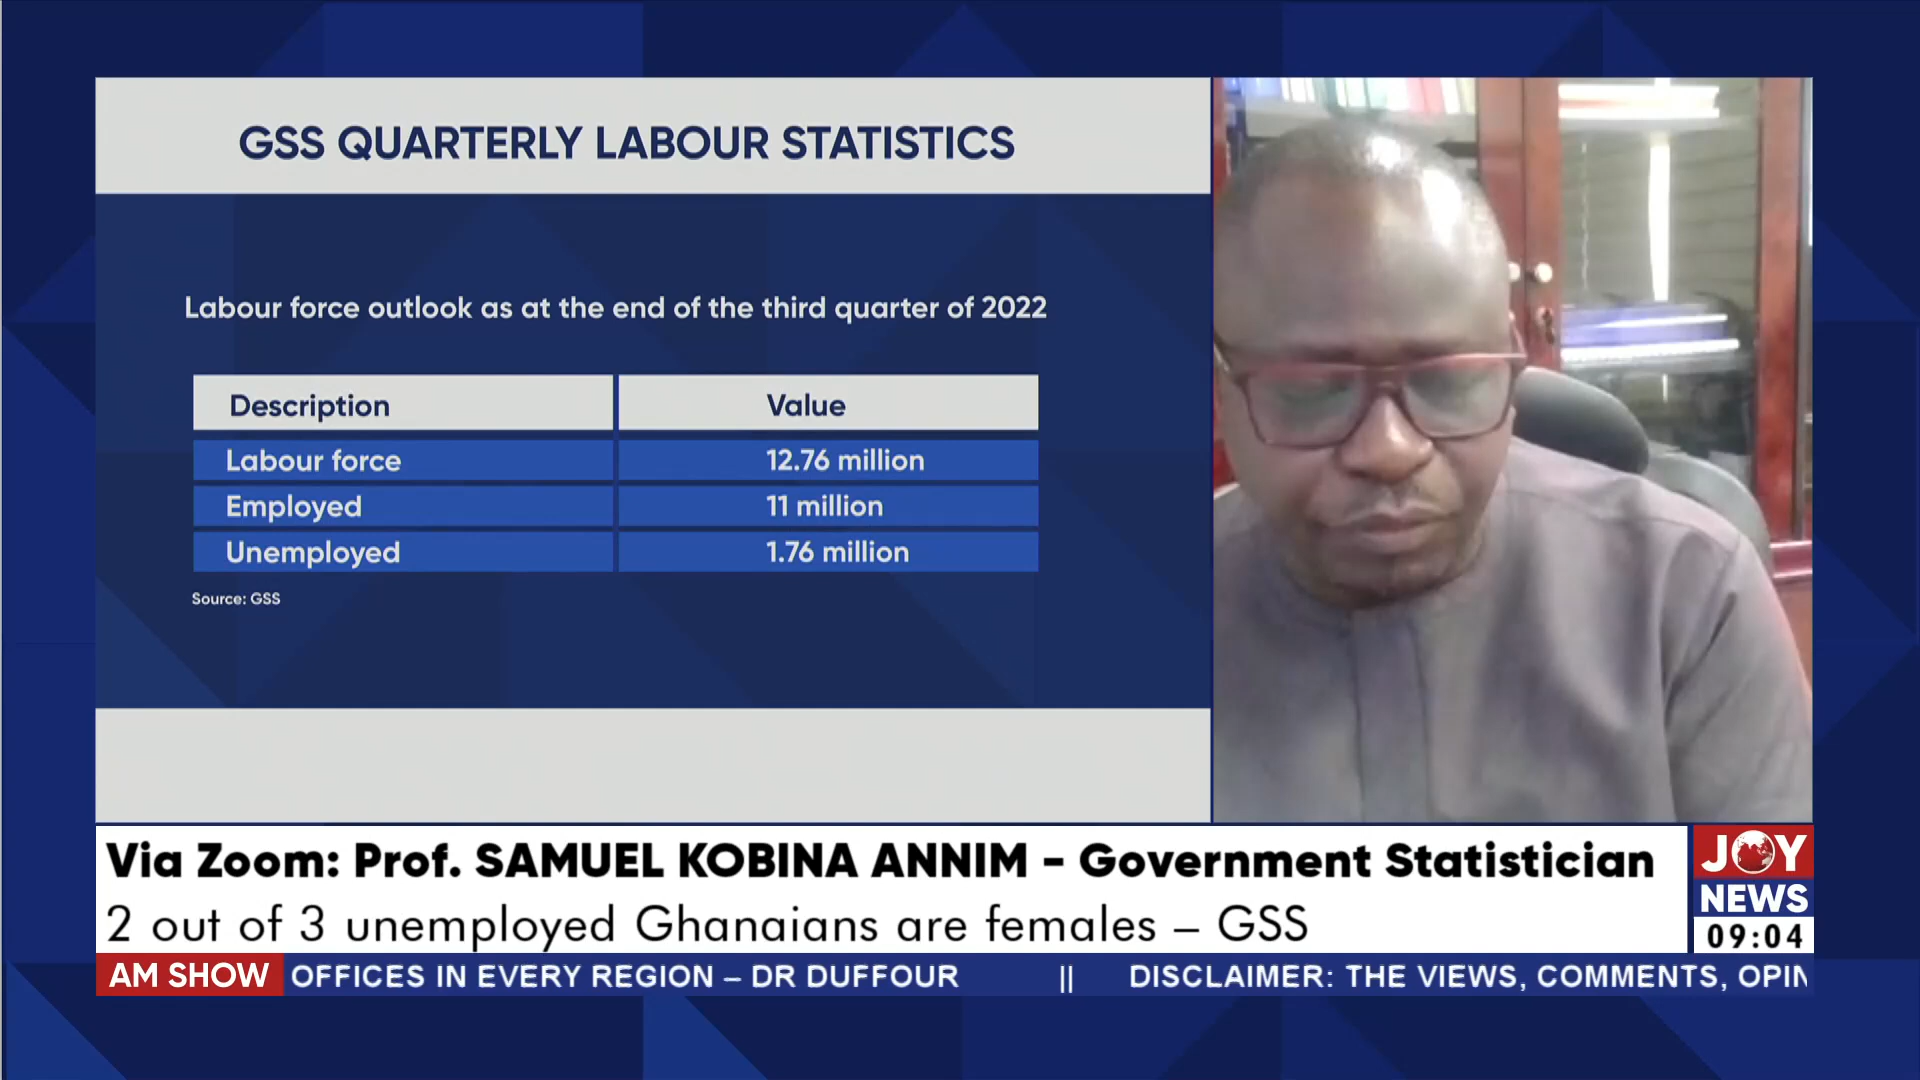 GSS QUARTERLY LABOUR STATISTICS
Labour force outlook as at the end of the third quarter of 2022
Description Value
Labour force 12.76 million
Employed 11 million
Unemployed 1.76 million
Source: GSS
Via Zoom: Prof. SAMUEL KOBINA ANNIM - Government Statistician
2 out of 3 unemployed Ghanaians are females – GSS
JOY
NEWS
09:04
AM SHOW OFFICES IN EVERY REGION – DR DUFFOUR || DISCLAIMER: THE VIEWS, COMMENTS, OPIN